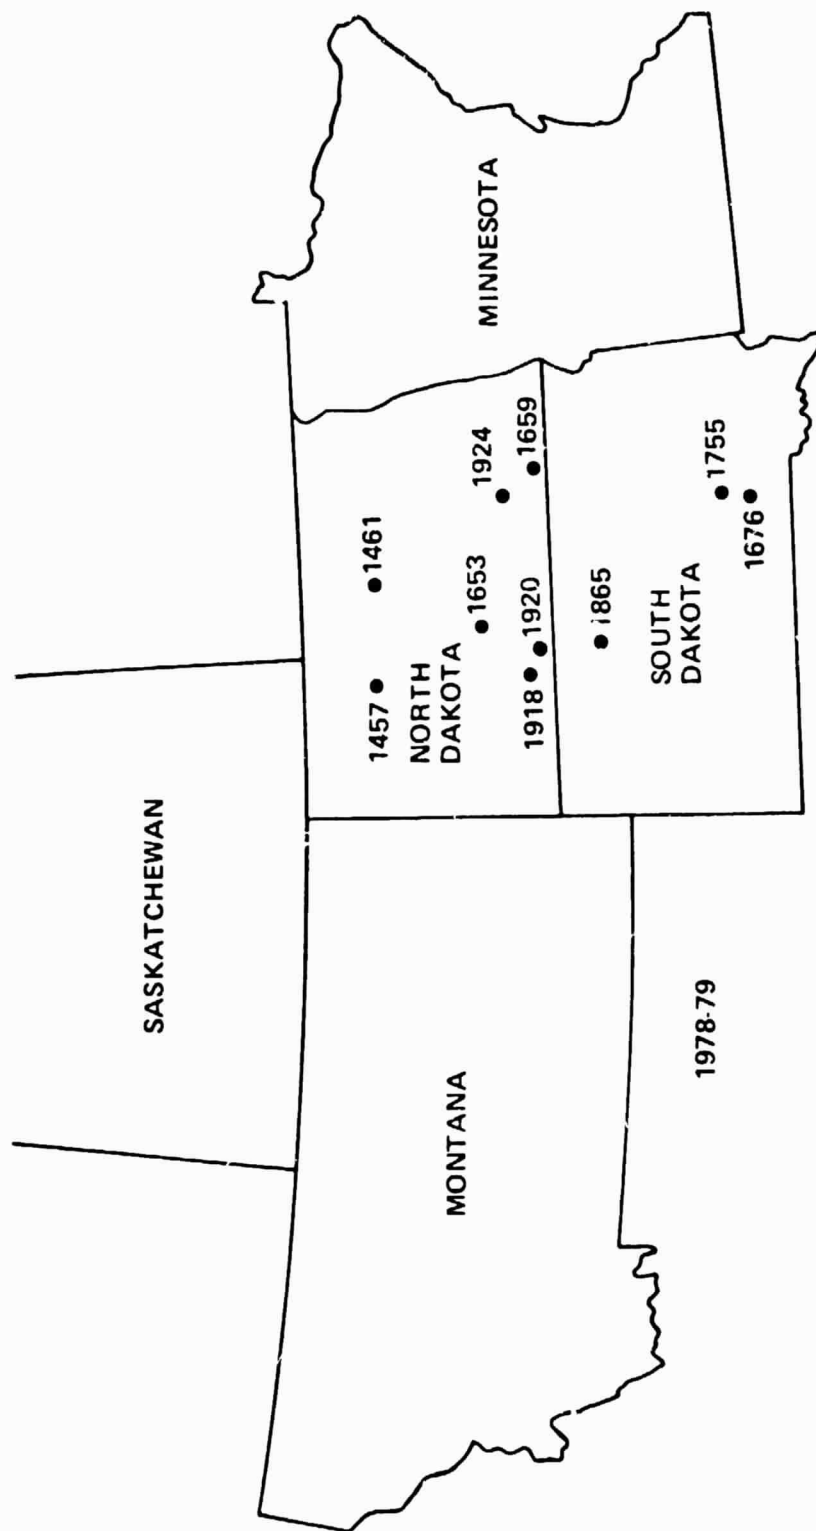 SASKATCHEWAN
MONTANA
1457
1461
NORTH
DAKOTA
1653
1924
1918
1920
1659
MINNESOTA
1865
SOUTH
DAKOTA
1755
1676
1978-79